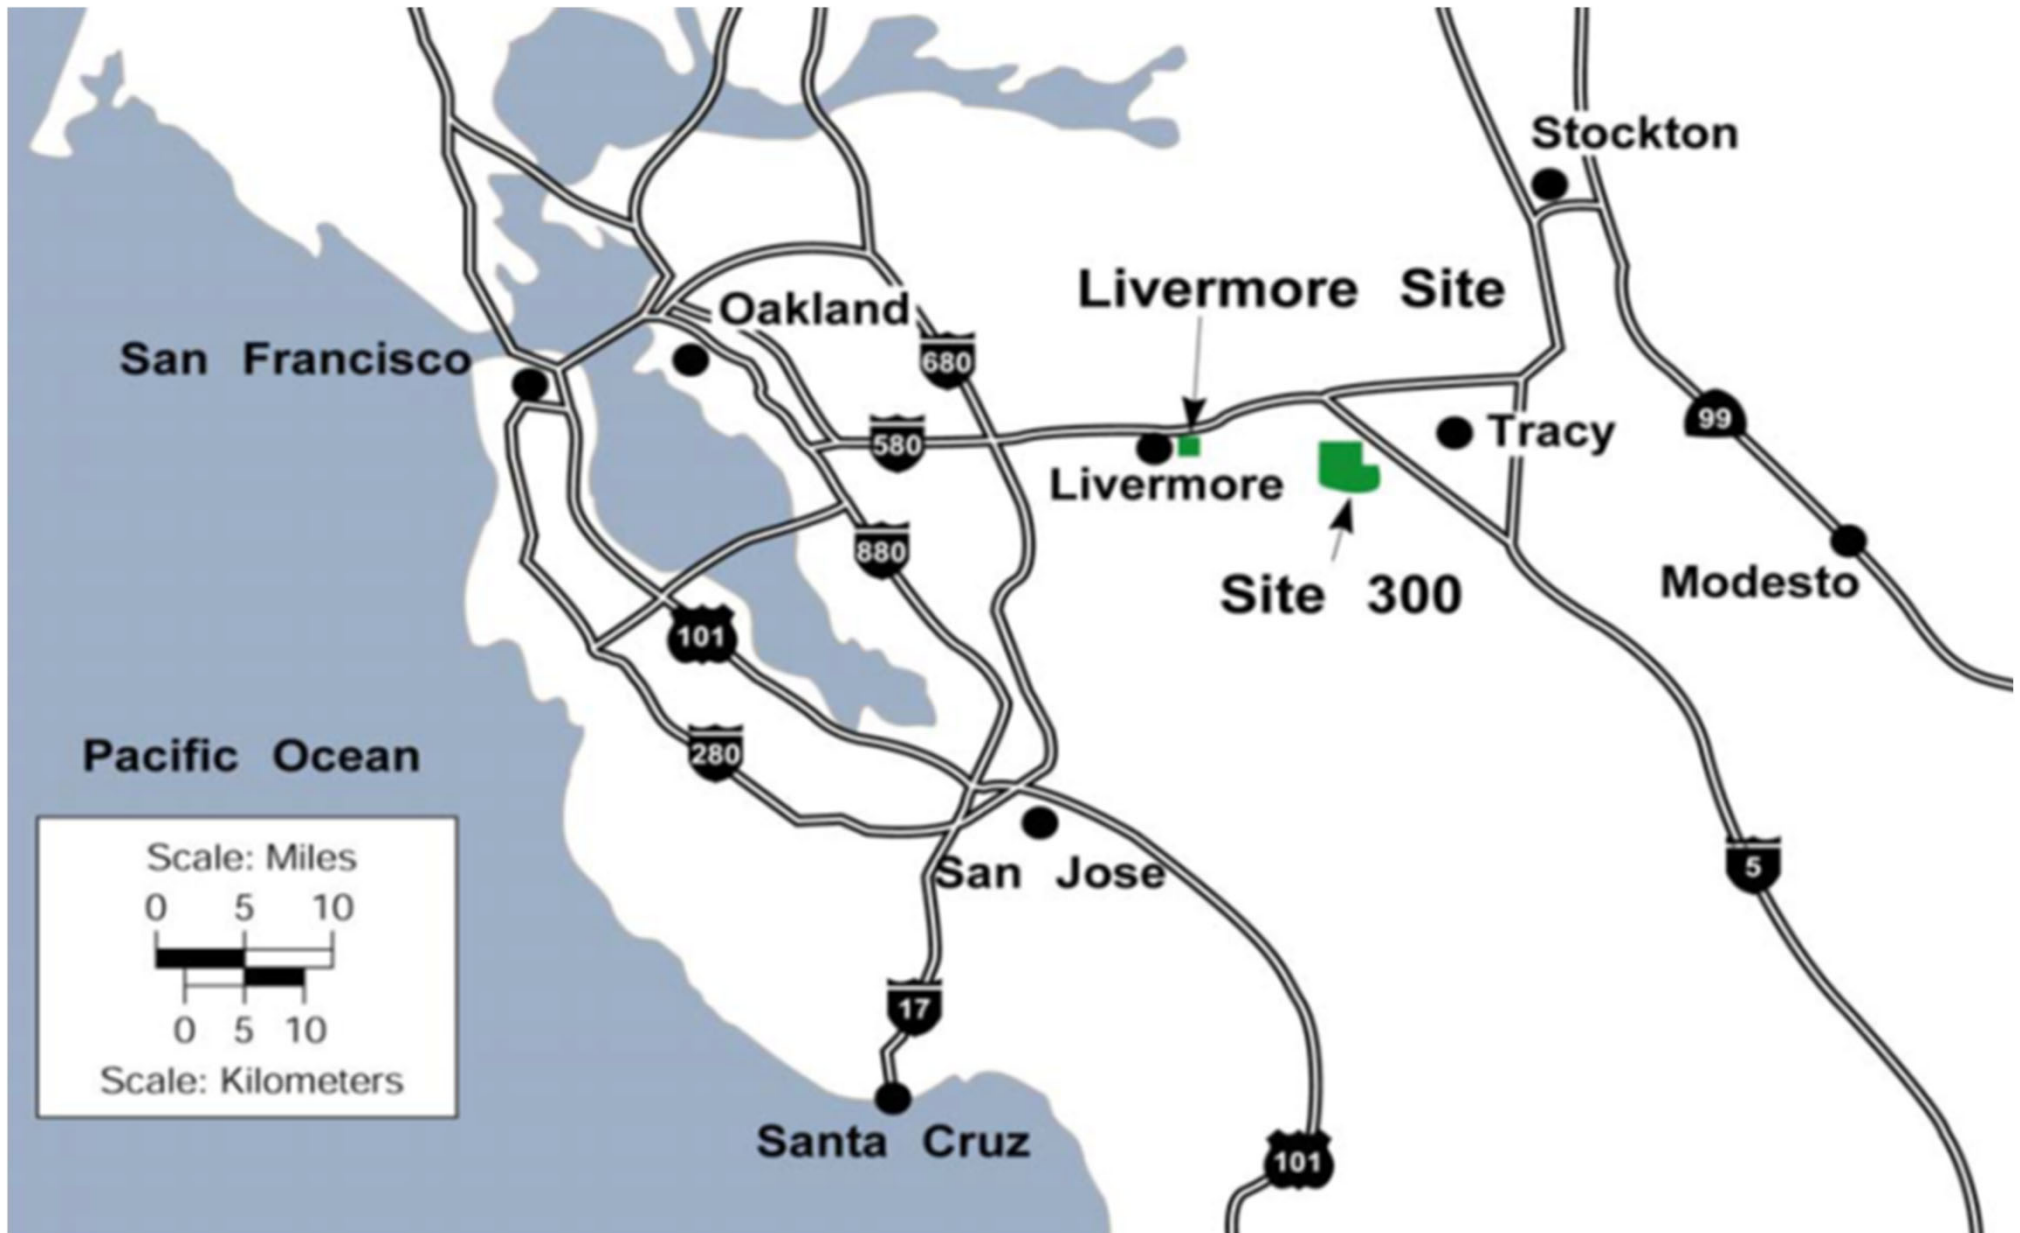 Stockton
Livermore Site
Oakland
San Francisco
680
99
Tracy
580
Livermore
880
Modesto
Site 300
101
280
Pacific Ocean
Scale: Miles
0 5 10
0 5 10
Scale: Kilometers
San Jose
5
17
Santa Cruz
101